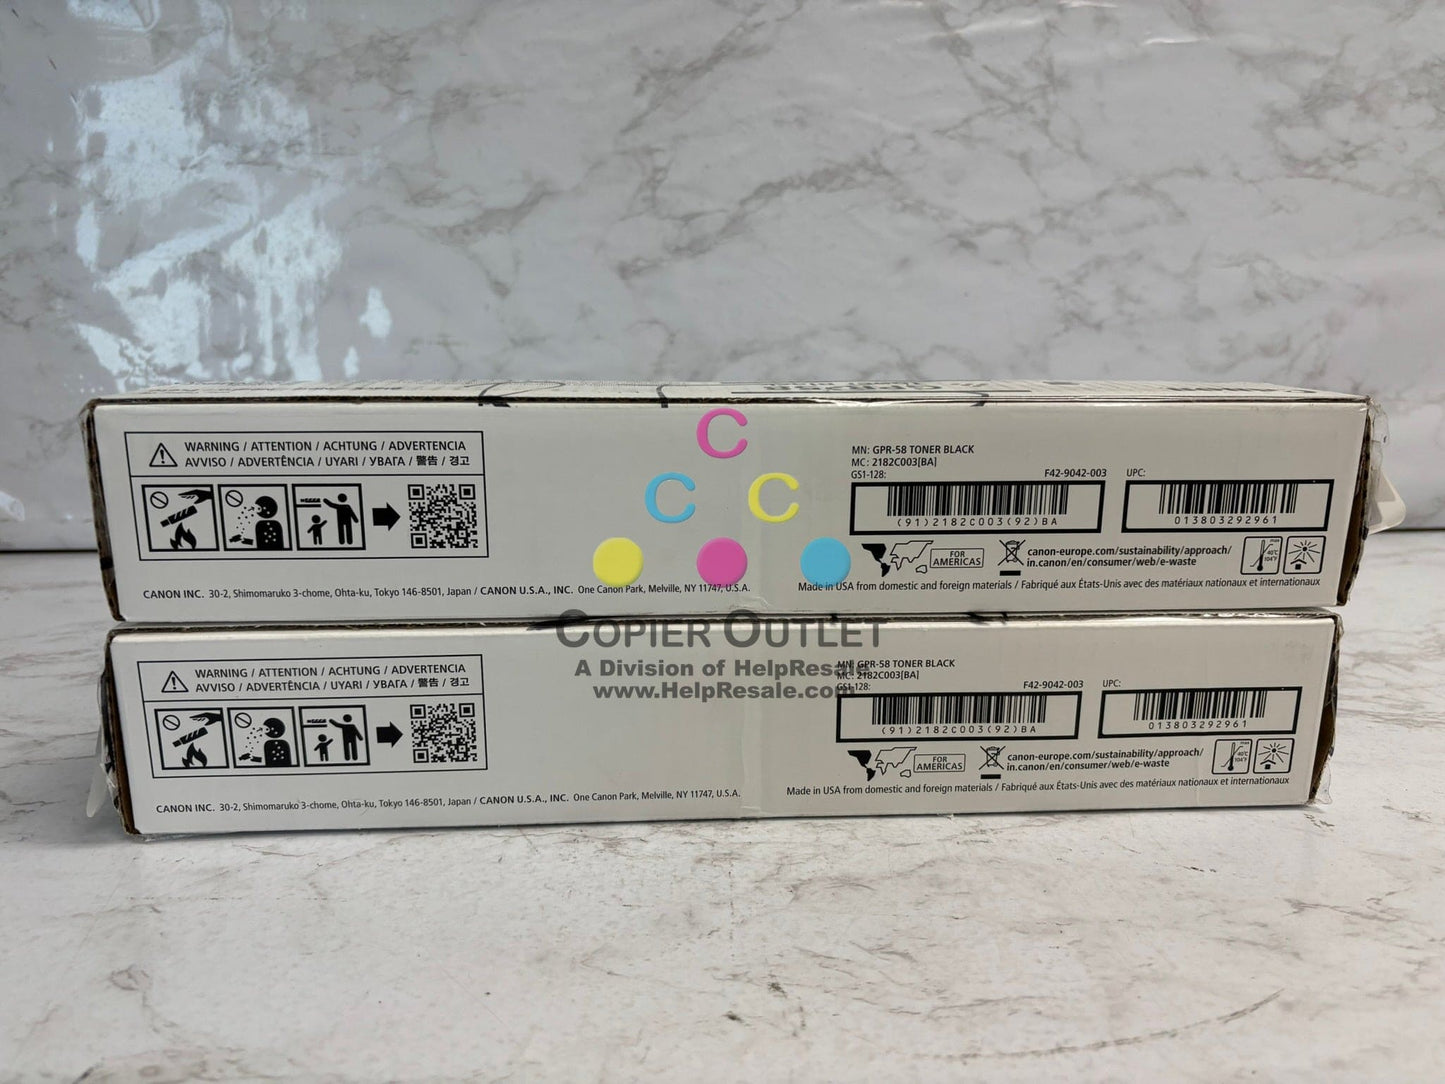 WARNING / ATTENTION / ACHTUNG / ADVERTENCIA
AVVISO / ADVERTÊNCIA / UYARI / УВАГА / 警告 / 경고
CANON INC. 30-2, Shimomaruko 3-chome, Ohta-ku, Tokyo 146-8501, Japan / CANON U.S.A., INC. One Canon Park, Melville, NY 11747, U.S.A.
C
C C
MN: GPR-58 TONER BLACK
MC: 2182C003[BA]
GS1-128: F42-9042-003 UPC:
(91)2182C003(92)BA 013803292961
FOR AMERICAS
canon-europe.com/sustainability/approach/
in.canon/en/consumer/web/e-waste
max
40°C
104°F
Made in USA from domestic and foreign materials / Fabriqué aux États-Unis avec des matériaux nationaux et internationaux
COPIER OUTLET
A Division of HelpResale
www.HelpResale.com
WARNING / ATTENTION / ACHTUNG / ADVERTENCIA
AVVISO / ADVERTÊNCIA / UYARI / УВАГА / 警告 / 경고
CANON INC. 30-2, Shimomaruko 3-chome, Ohta-ku, Tokyo 146-8501, Japan / CANON U.S.A., INC. One Canon Park, Melville, NY 11747, U.S.A.
MN: GPR-58 TONER BLACK
MC: 2182C003[BA]
GS1-128: F42-9042-003 UPC:
(91)2182C003(92)BA 013803292961
FOR AMERICAS
canon-europe.com/sustainability/approach/
in.canon/en/consumer/web/e-waste
max
40°C
104°F
Made in USA from domestic and foreign materials / Fabriqué aux États-Unis avec des matériaux nationaux et internationaux